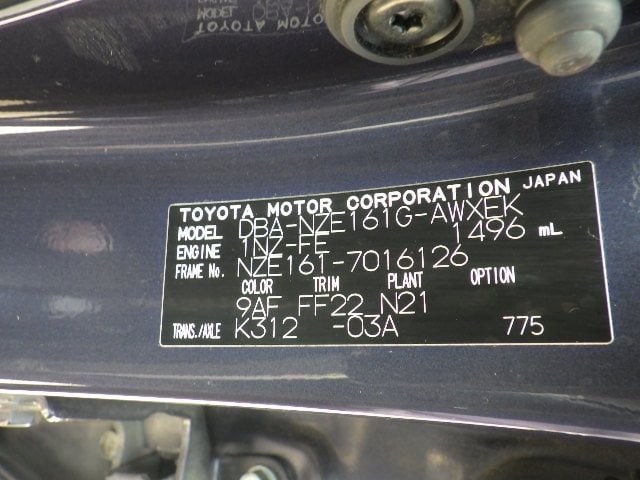 TOYOTA MOTOR CORPORATION JAPAN
MODEL DBA-NZE161G-AWXEK
ENGINE 1NZ-FE 1496 mL
FRAME No. NZE161-7016126
COLOR TRIM PLANT OPTION
9AF FF22 N21
TRANS./AXLE K312 -03A 775